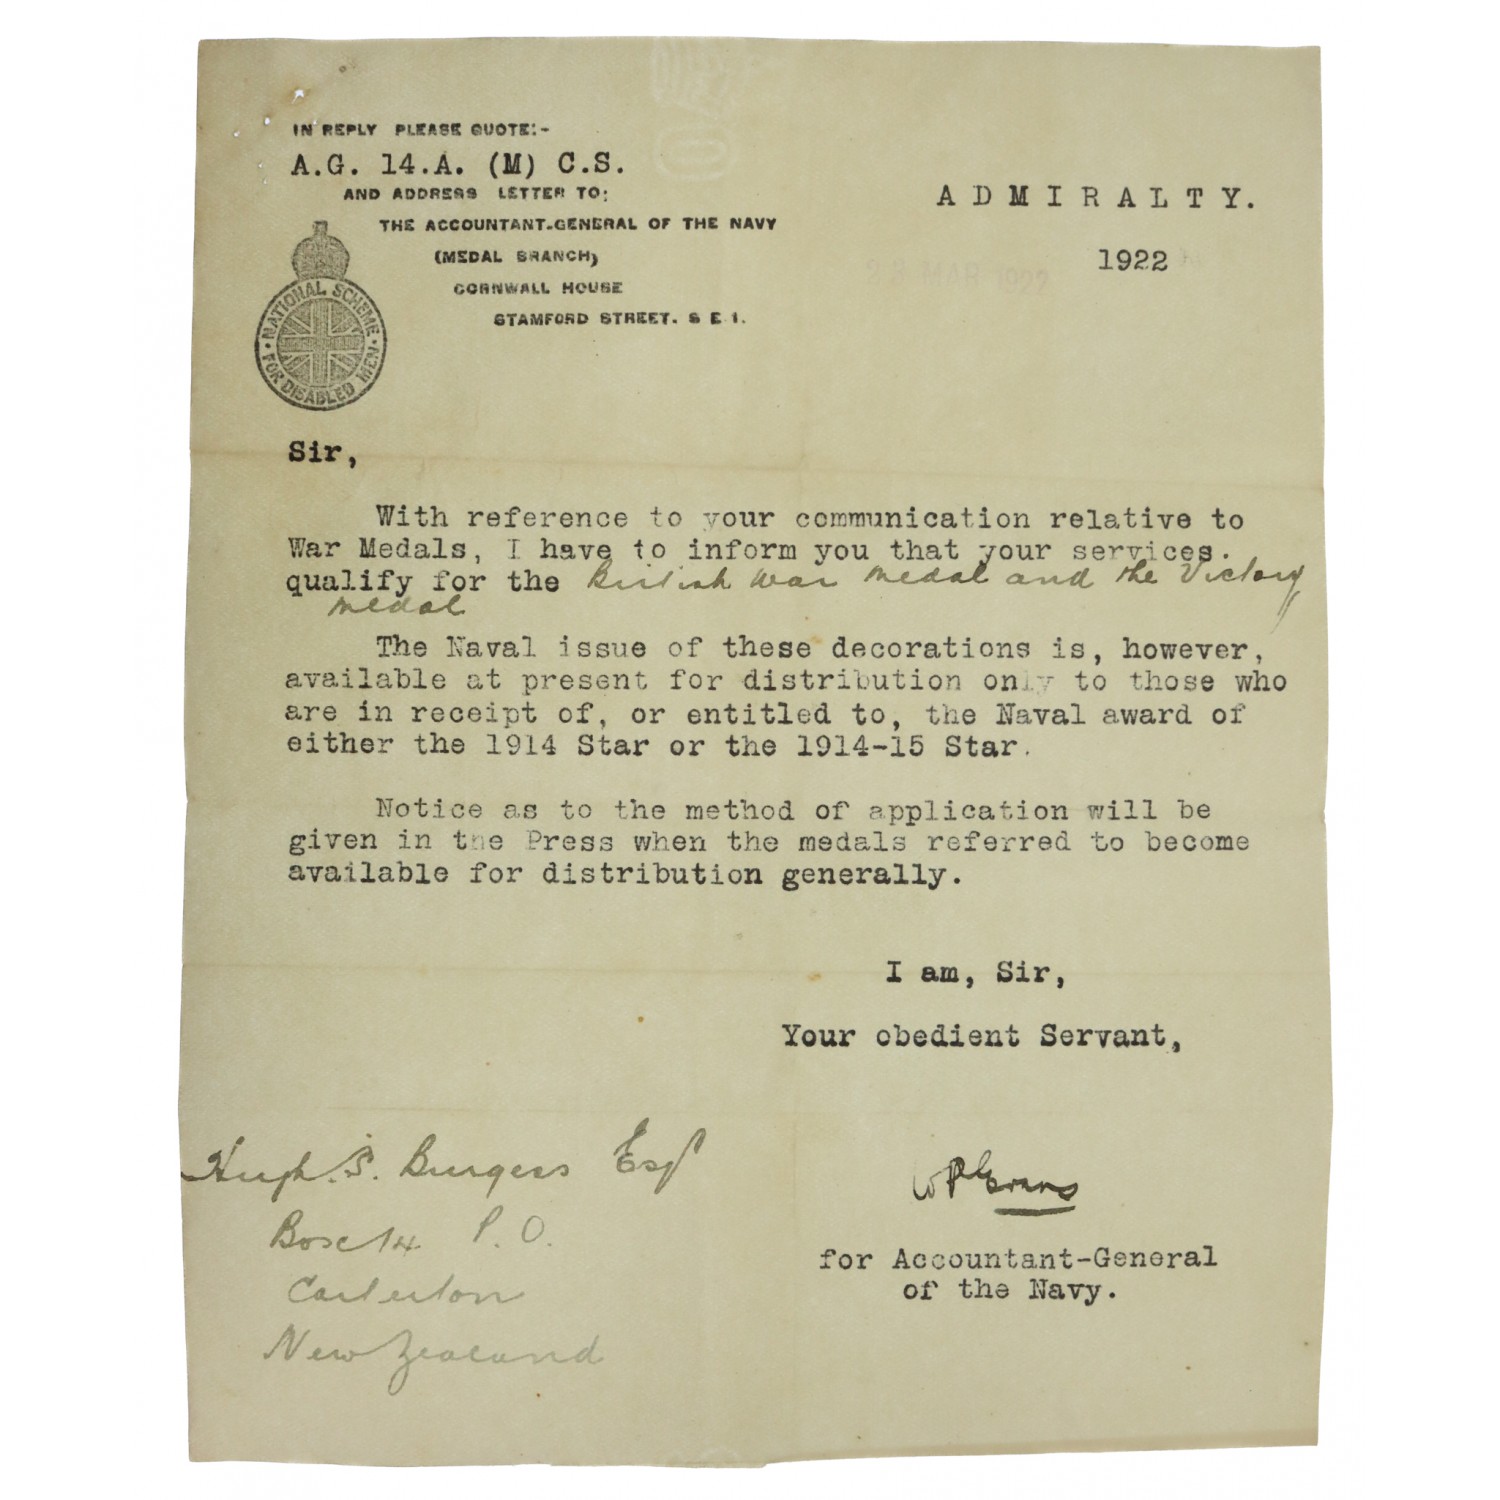 IN REPLY PLEASE QUOTE:-
A.G. 14.A. (M) C.S.
AND ADDRESS LETTER TO;
THE ACCOUNTANT-GENERAL OF THE NAVY
(MEDAL BRANCH)
CORNWALL HOUSE
STAMFORD STREET. S E 1.
NATIONAL SCHEME
FOR DISABLED MEN
ADMIRALTY.
MAR 1922
1922
Sir,
With reference to your communication relative to
War Medals, I have to inform you that your services.
qualify for the British War Medal and the Victory
Medal
The Naval issue of these decorations is, however,
available at present for distribution only to those who
are in receipt of, or entitled to, the Naval award of
either the 1914 Star or the 1914-15 Star.
Notice as to the method of application will be
given in the Press when the medals referred to become
available for distribution generally.
I am, Sir,
Your obedient Servant,
Hugh. S. Burgess Esq
Box 14 P.O.
Carterton
New Zealand
Evans
for Accountant-General
of the Navy.